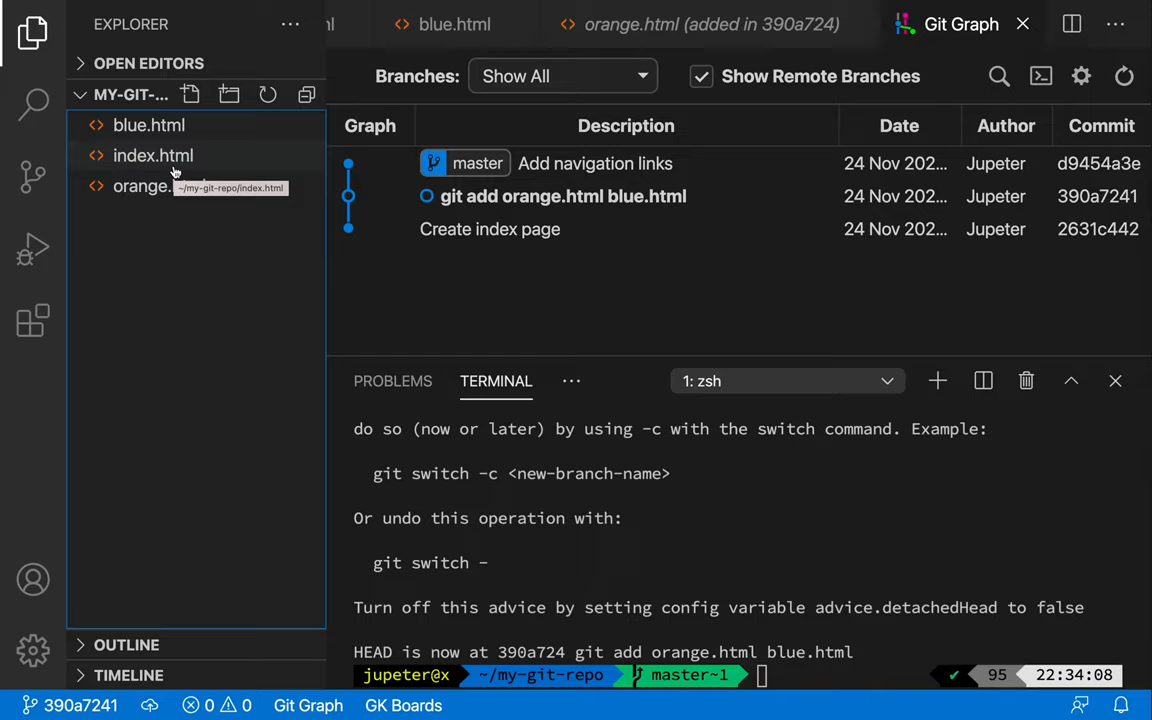 EXPLORER
ml
blue.html
orange.html (added in 390a724)
Git Graph
OPEN EDITORS
MY-GIT-...
Branches:
Show All
Show Remote Branches
blue.html
index.html
orange.
~/my-git-repo/index.html
Graph
Description
Date
Author
Commit
master
Add navigation links
24 Nov 202...
Jupeter
d9454a3e
git add orange.html blue.html
24 Nov 202...
Jupeter
390a7241
Create index page
24 Nov 202...
Jupeter
2631c442
PROBLEMS
TERMINAL
1: zsh
do so (now or later) by using -c with the switch command. Example:
git switch -c <new-branch-name>
Or undo this operation with:
git switch -
Turn off this advice by setting config variable advice.detachedHead to false
HEAD is now at 390a724 git add orange.html blue.html
jupeter@x
~/my-git-repo
master~1
95
22:34:08
OUTLINE
TIMELINE
390a7241
0
0
Git Graph
GK Boards